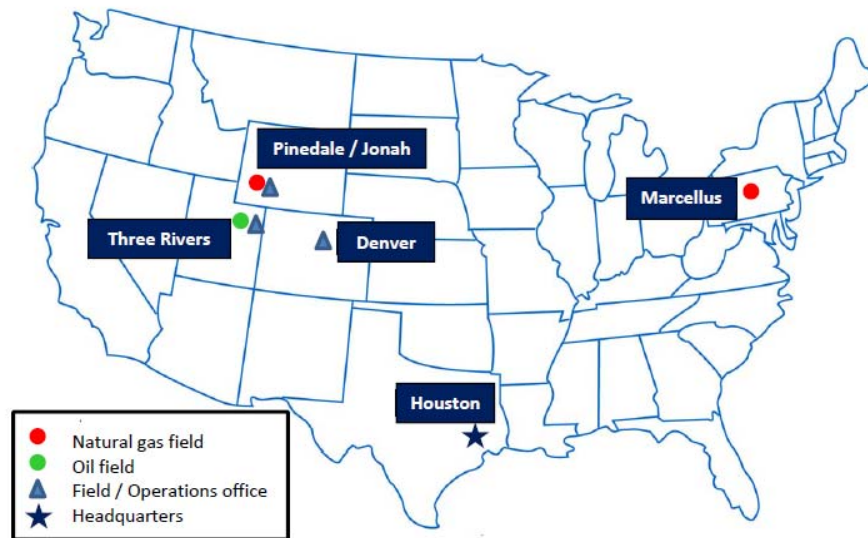 Pinedale / Jonah
Marcellus
Three Rivers
Denver
Houston
Natural gas field
Oil field
Field / Operations office
Headquarters